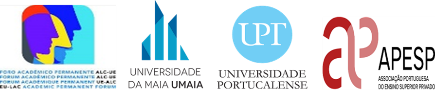 FORO ACADÉMICO PERMANENTE ALC-UE
FORUM ACADÉMICO PERMANENTE ALC-UE
FORUM ACADEMIQUE PERMANENT UE-ALC
EU-LAC ACADEMIC PERMANENT FORUM
UNIVERSIDADE
DA MAIA UMAIA
UPT
UNIVERSIDADE
PORTUCALENSE
APESP
ASSOCIAÇÃO PORTUGUESA
DO ENSINO SUPERIOR PRIVADO